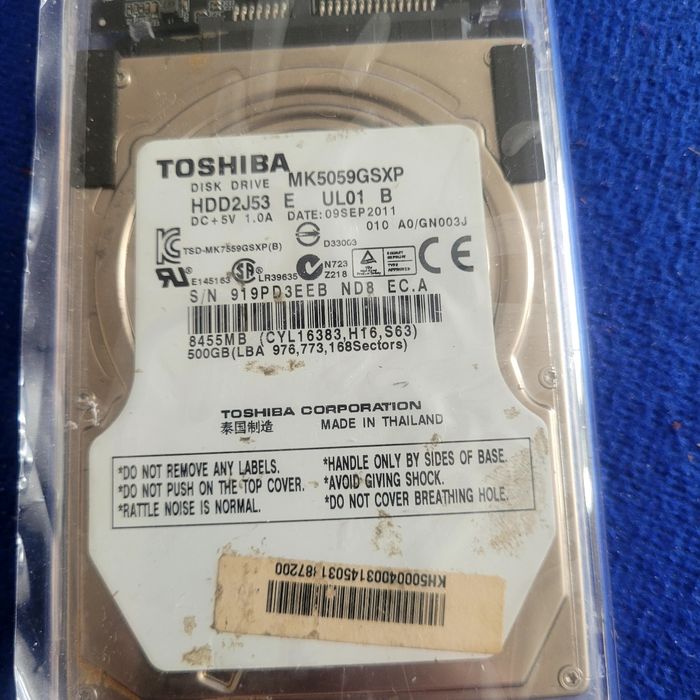 TOSHIBA
DISK DRIVE MK5059GSXP
HDD2J53 E UL01 B
DC+5V 1.0A DATE:09SEP2011
010 A0/GN003J
TSD-MK7559GSXP(B)
D33003
E145163 LR39635 N723
Z218
S/N 919PD3EEB ND8 EC.A
8455MB (CYL16383,H16,S63)
500GB(LBA 976,773,168Sectors)
TOSHIBA CORPORATION
泰国制造 MADE IN THAILAND
*DO NOT REMOVE ANY LABELS.
*DO NOT PUSH ON THE TOP COVER.
*RATTLE NOISE IS NORMAL.
*HANDLE ONLY BY SIDES OF BASE.
*AVOID GIVING SHOCK.
*DO NOT COVER BREATHING HOLE.